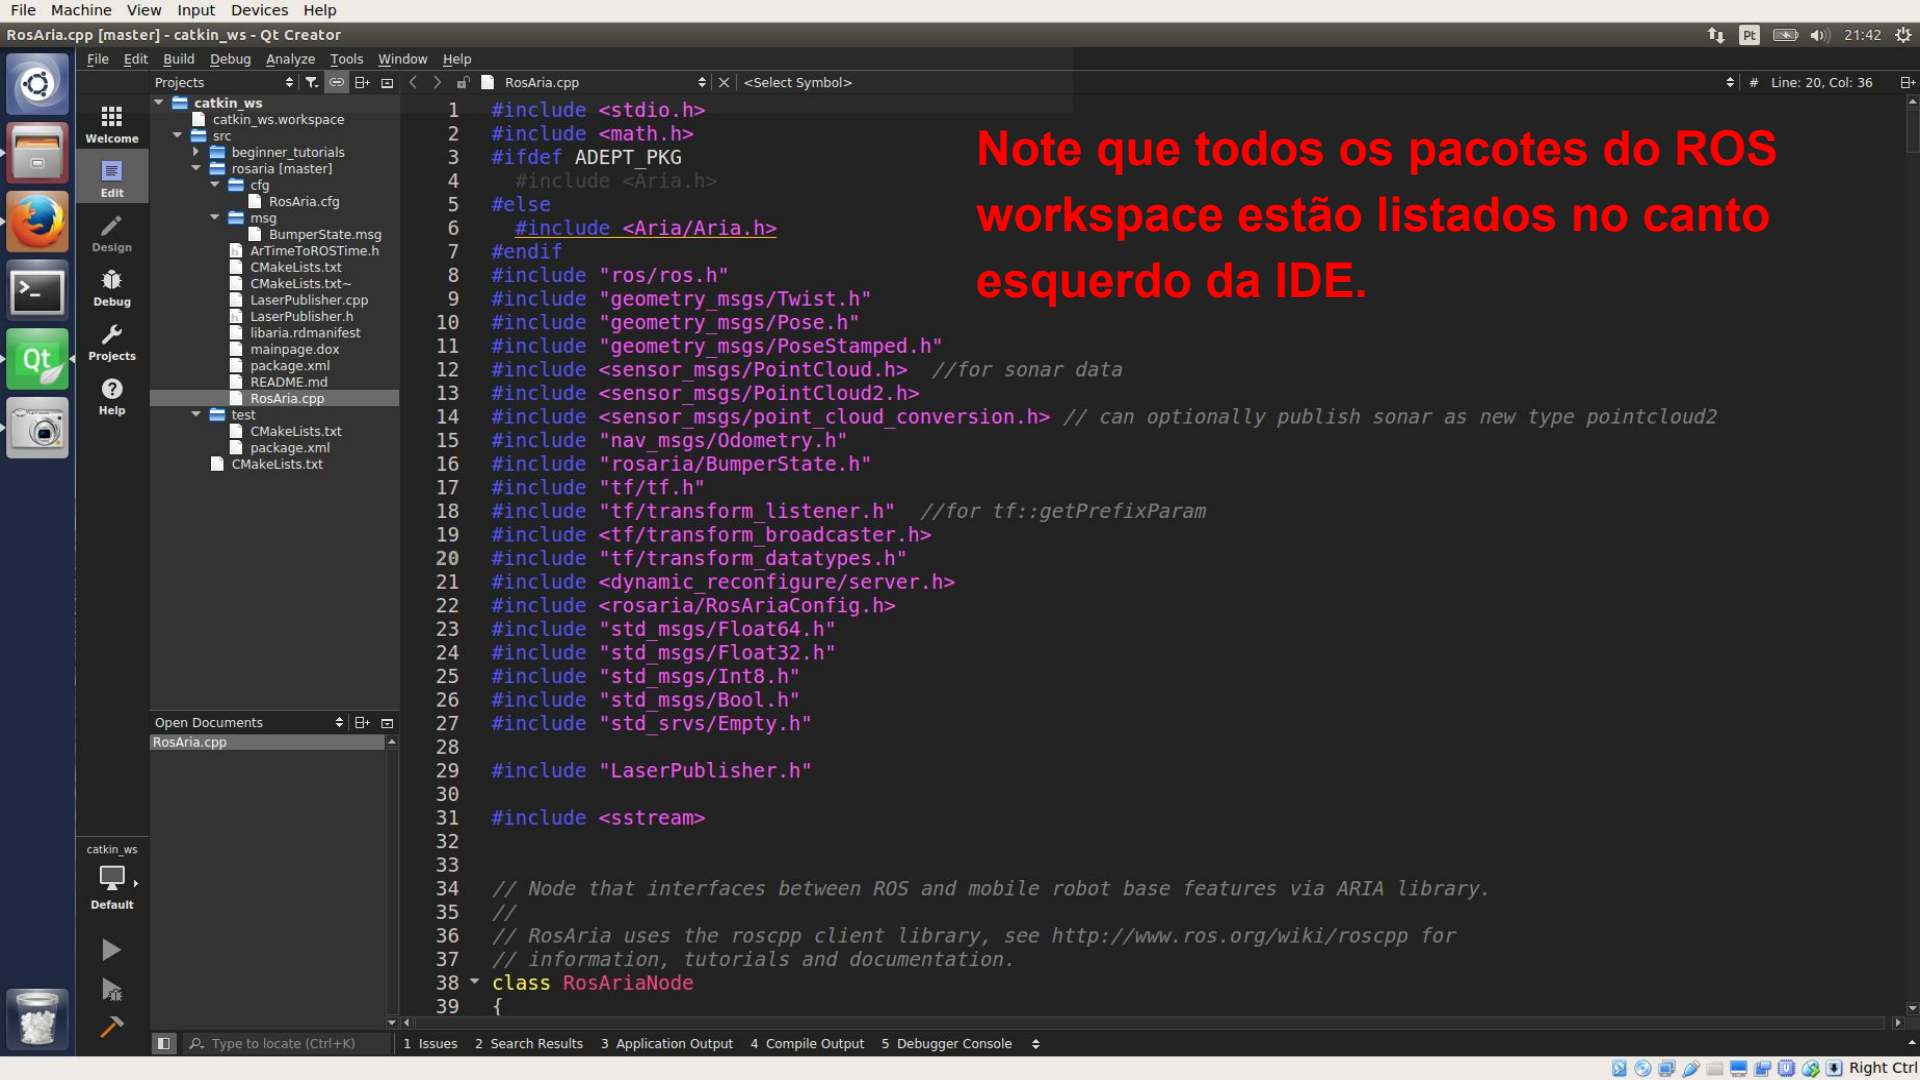 File Machine View Input Devices Help
RosAria.cpp [master] - catkin_ws - Qt Creator
Pt 21:42
File Edit Build Debug Analyze Tools Window Help
Projects
RosAria.cpp <Select Symbol> # Line: 20, Col: 36
Welcome
Edit
Design
Debug
Projects
Help
catkin_ws
catkin_ws.workspace
src
beginner_tutorials
rosaria [master]
cfg
RosAria.cfg
msg
BumperState.msg
ArTimeToROSTime.h
CMakeLists.txt
CMakeLists.txt~
LaserPublisher.cpp
LaserPublisher.h
libaria.rdmanifest
mainpage.dox
package.xml
README.md
RosAria.cpp
test
CMakeLists.txt
package.xml
CMakeLists.txt
Open Documents
RosAria.cpp
catkin_ws
Default
1 #include <stdio.h>
2 #include <math.h>
3 #ifdef ADEPT_PKG
4 #include <Aria.h>
5 #else
6 #include <Aria/Aria.h>
7 #endif
8 #include "ros/ros.h"
9 #include "geometry_msgs/Twist.h"
10 #include "geometry_msgs/Pose.h"
11 #include "geometry_msgs/PoseStamped.h"
12 #include <sensor_msgs/PointCloud.h> //for sonar data
13 #include <sensor_msgs/PointCloud2.h>
14 #include <sensor_msgs/point_cloud_conversion.h> // can optionally publish sonar as new type pointcloud2
15 #include "nav_msgs/Odometry.h"
16 #include "rosaria/BumperState.h"
17 #include "tf/tf.h"
18 #include "tf/transform_listener.h" //for tf::getPrefixParam
19 #include <tf/transform_broadcaster.h>
20 #include "tf/transform_datatypes.h"
21 #include <dynamic_reconfigure/server.h>
22 #include <rosaria/RosAriaConfig.h>
23 #include "std_msgs/Float64.h"
24 #include "std_msgs/Float32.h"
25 #include "std_msgs/Int8.h"
26 #include "std_msgs/Bool.h"
27 #include "std_srvs/Empty.h"
28
29 #include "LaserPublisher.h"
30
31 #include <sstream>
32
33
34 // Node that interfaces between ROS and mobile robot base features via ARIA library.
35 //
36 // RosAria uses the roscpp client library, see http://www.ros.org/wiki/roscpp for
37 // information, tutorials and documentation.
38 class RosAriaNode
39 {
Note que todos os pacotes do ROS
workspace estão listados no canto
esquerdo da IDE.
Type to locate (Ctrl+K) 1 Issues 2 Search Results 3 Application Output 4 Compile Output 5 Debugger Console
Right Ctrl